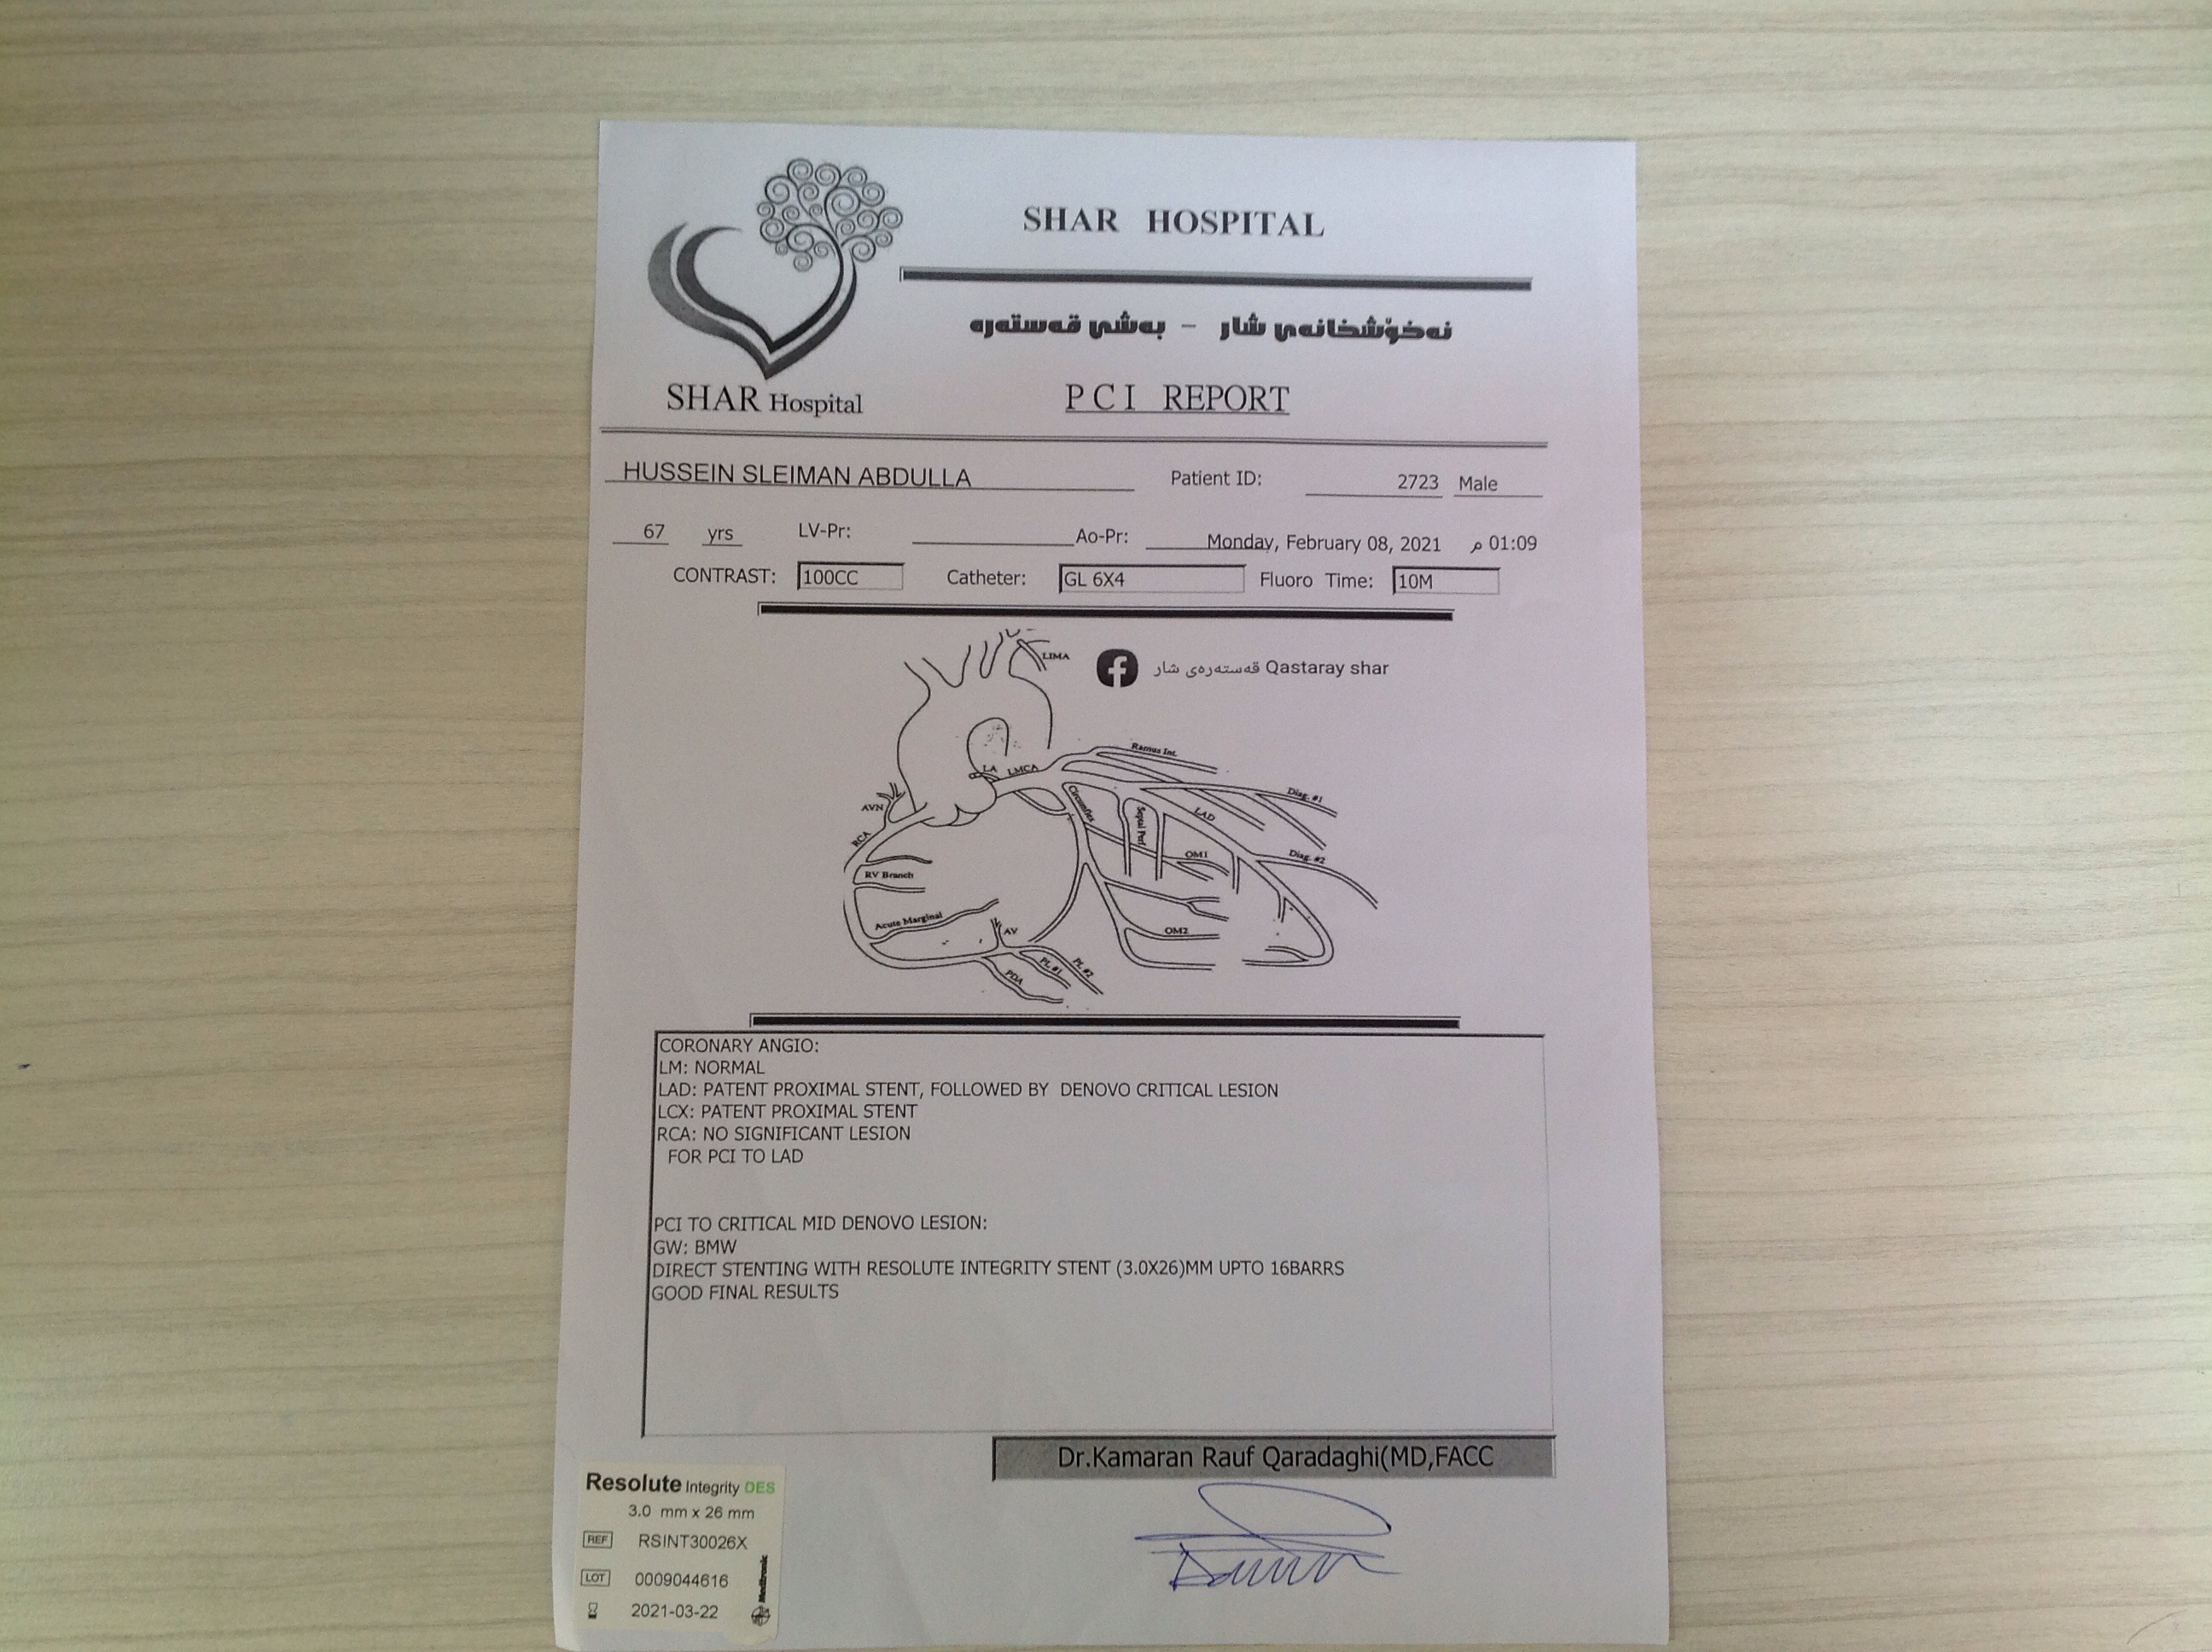 SHAR HOSPITAL
نەخۆشخانەی شار - بەشی قەستەرە
SHAR Hospital
PCI REPORT
HUSSEIN SLEIMAN ABDULLA Patient ID: 2723 Male
67 yrs LV-Pr: Ao-Pr: Monday, February 08, 2021 م 01:09
CONTRAST: 100CC Catheter: GL 6X4 Fluoro Time: 10M
LIMA
قەستەرەی شار Qastaray shar
Ramus Int.
LA LMCA
Diag. #1
AVN
Circumflex
Septal Perf.
LAD
RCA
OM1
Diag. #2
RV Branch
Acute Marginal
AV
OM2
PDA
PL #1
PL #2
CORONARY ANGIO:
LM: NORMAL
LAD: PATENT PROXIMAL STENT, FOLLOWED BY DENOVO CRITICAL LESION
LCX: PATENT PROXIMAL STENT
RCA: NO SIGNIFICANT LESION
FOR PCI TO LAD
PCI TO CRITICAL MID DENOVO LESION:
GW: BMW
DIRECT STENTING WITH RESOLUTE INTEGRITY STENT (3.0X26)MM UPTO 16BARRS
GOOD FINAL RESULTS
Dr.Kamaran Rauf Qaradaghi(MD,FACC
Resolute Integrity DES
3.0 mm x 26 mm
REF RSINT30026X
LOT 0009044616
2021-03-22
Medtronic